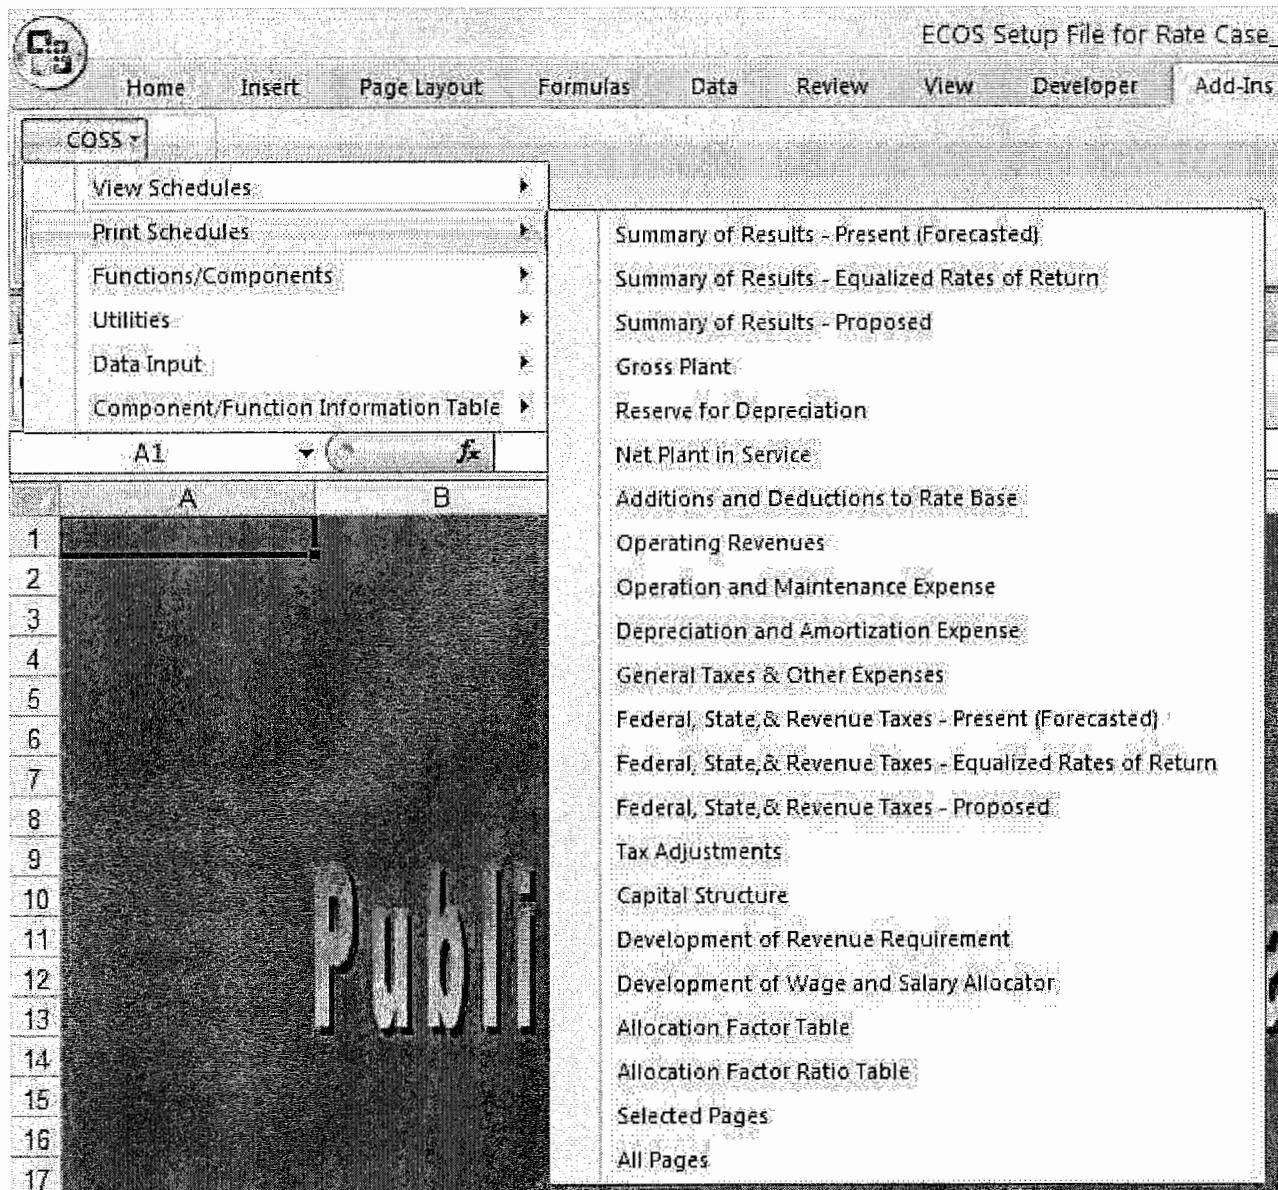 ECOS Setup File for Rate Case_
Home Insert Page Layout Formulas Data Review View Developer Add-Ins
COSS
View Schedules
Print Schedules
Functions/Components
Utilities
Data Input
Component/Function Information Table
Summary of Results - Present (Forecasted)
Summary of Results - Equalized Rates of Return
Summary of Results - Proposed
Gross Plant
Reserve for Depreciation
Net Plant in Service
Additions and Deductions to Rate Base
Operating Revenues
Operation and Maintenance Expense
Depreciation and Amortization Expense
General Taxes & Other Expenses
Federal, State,& Revenue Taxes - Present (Forecasted)
Federal, State,& Revenue Taxes - Equalized Rates of Return
Federal, State,& Revenue Taxes - Proposed
Tax Adjustments
Capital Structure
Development of Revenue Requirement
Development of Wage and Salary Allocator
Allocation Factor Table
Allocation Factor Ratio Table
Selected Pages
All Pages
A1 fx
A B
1
2
3
4
5
6
7
8
9
10
11
12
13
14
15
16
17
Publi